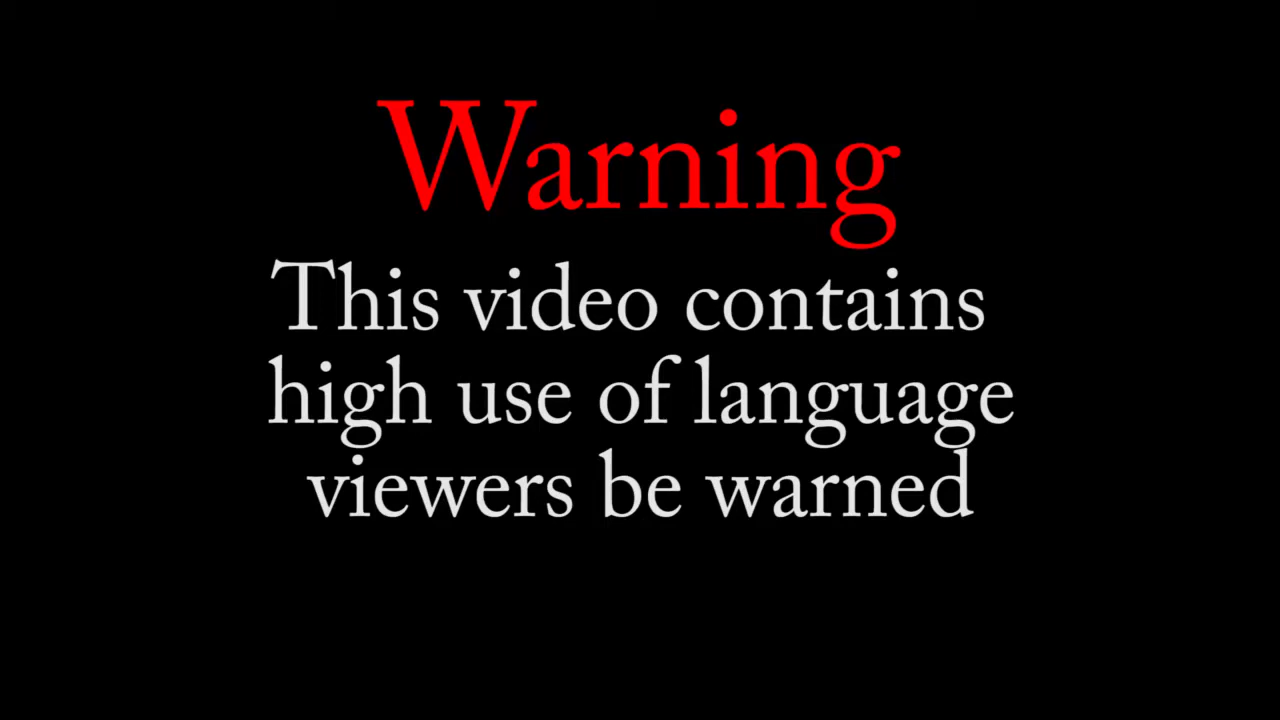 Warning
This video contains
high use of language
viewers be warned